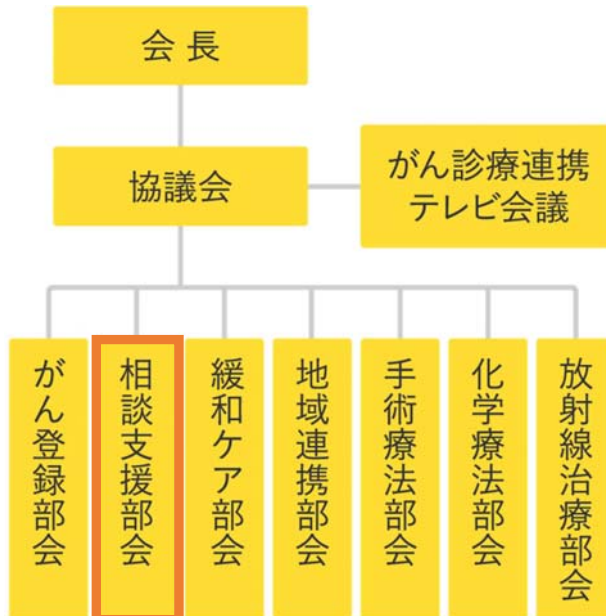 会長
協議会
がん診療連携
テレビ会議
がん登録部会
相談支援部会
緩和ケア部会
地域連携部会
手術療法部会
化学療法部会
放射線治療部会